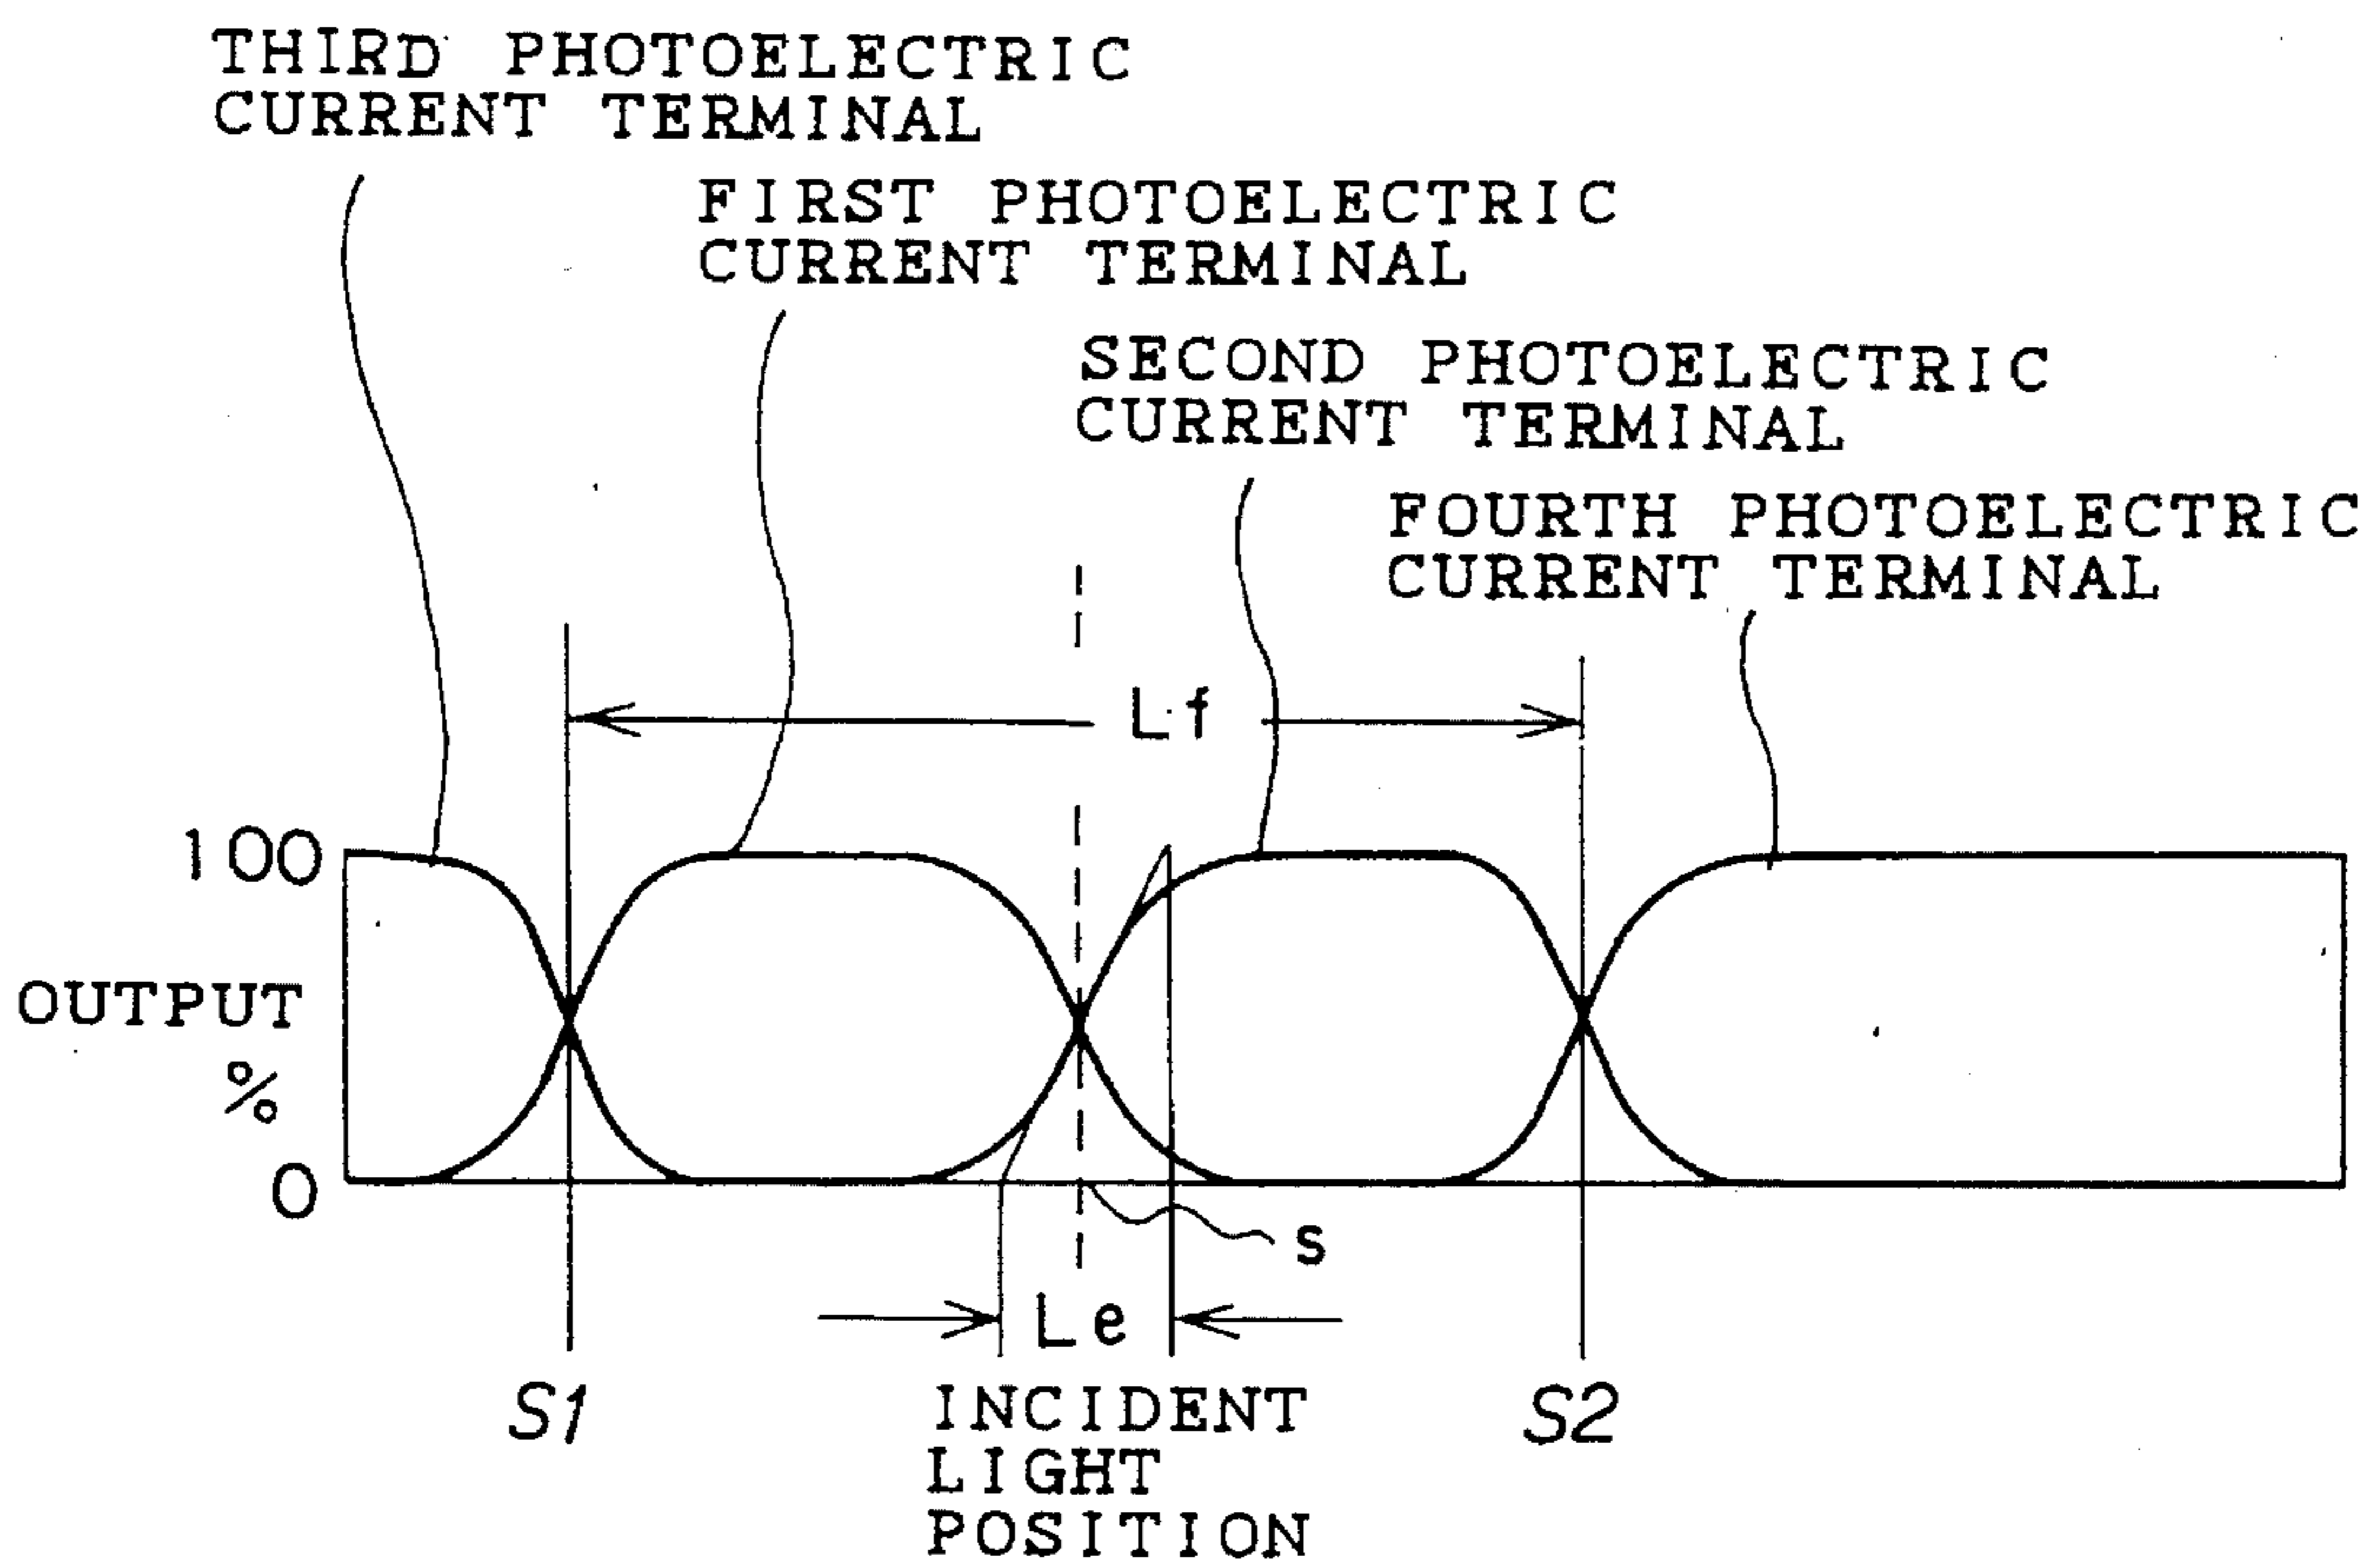 THIRD PHOTOELECTRIC
CURRENT TERMINAL
FIRST PHOTOELECTRIC
CURRENT TERMINAL
SECOND PHOTOELECTRIC
CURRENT TERMINAL
FOURTH PHOTOELECTRIC
CURRENT TERMINAL
Lf
100
OUTPUT
%
0
s
Le
S1
S2
INCIDENT
LIGHT
POSITION